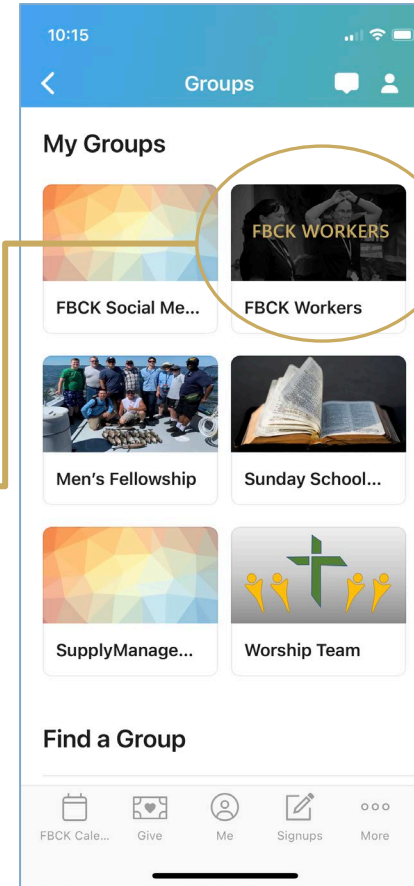 10:15
Groups
My Groups
FBCK WORKERS
FBCK Social Me...
FBCK Workers
Men's Fellowship
Sunday School...
SupplyManage...
Worship Team
Find a Group
FBCK Cale...
Give
Me
Signups
More